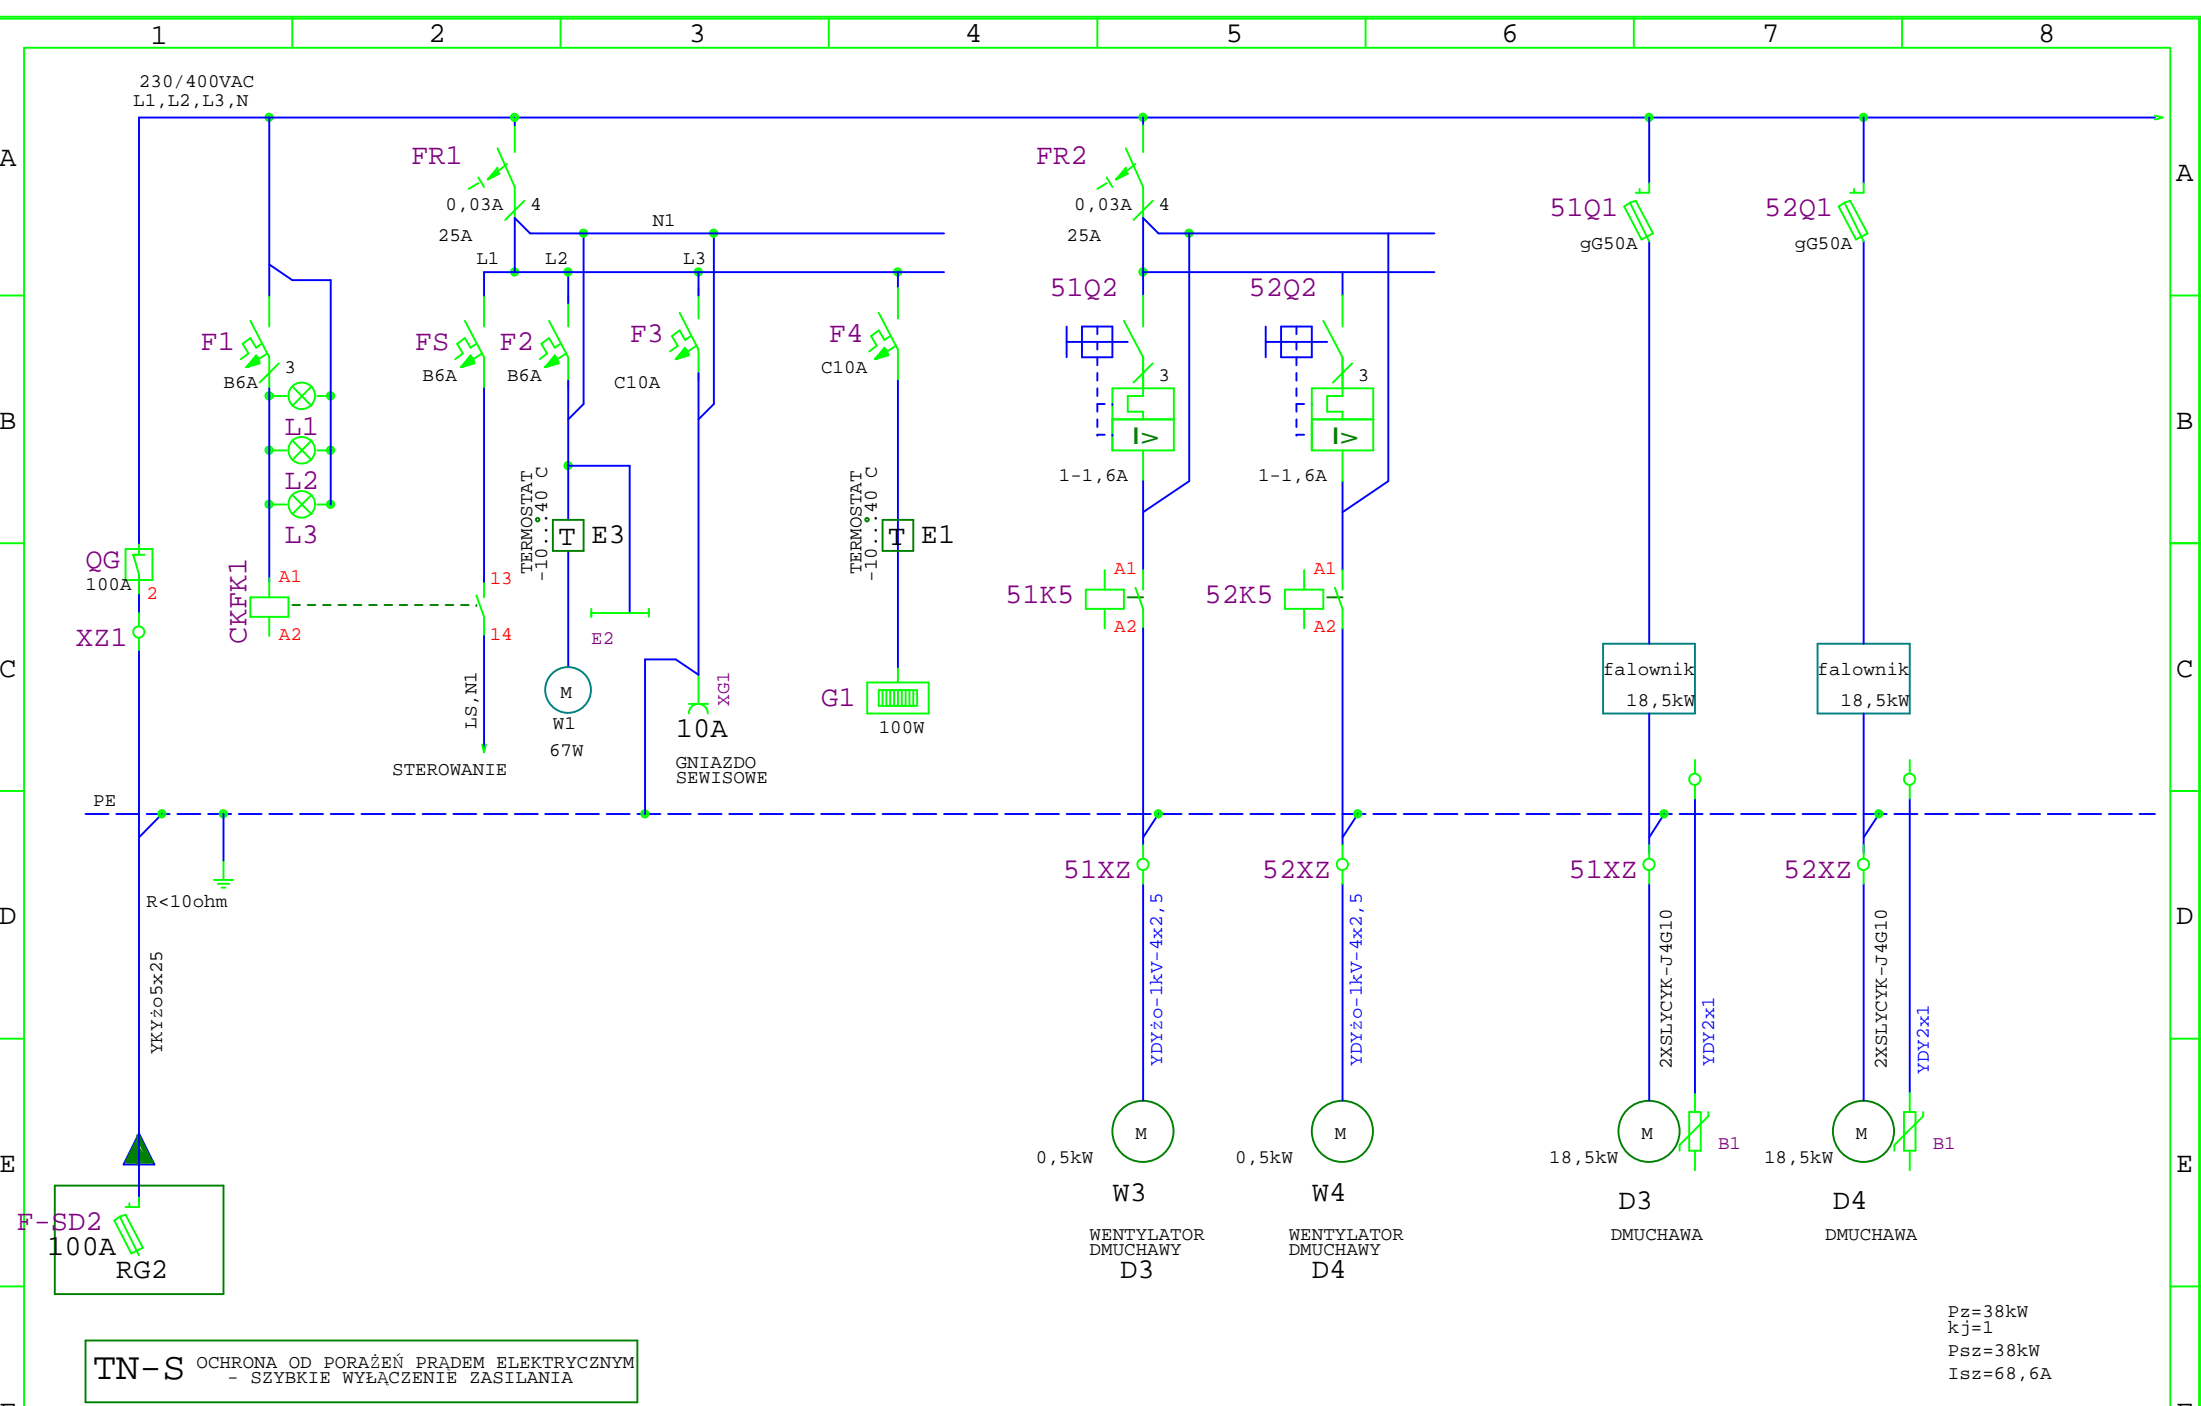 1 2 3 4 5 6 7 8
230/400VAC
L1,L2,L3,N
A
A
FR1
0,03A 4
25A
N1
L1 L2 L3
FR2
0,03A 4
25A
51Q1
gG50A
52Q1
gG50A
51Q2
52Q2
F1
B6A 3
FS
B6A
F2
B6A
F3
C10A
F4
C10A
3
3
B
B
L1
L2
L3
1-1,6A
1-1,6A
TERMOSTAT
-10...40°C
T E3
TERMOSTAT
-10...40°C
T E1
QG
100A
2
XZ1
CKFK1
A1
A2
13
14
E2
51K5
A1
A2
52K5
A1
A2
C
C
LS,N1
STEROWANIE
M
W1
67W
XG1
10A
GNIAZDO
SEWISOWE
G1
100W
falownik
18,5kW
falownik
18,5kW
PE
R<10ohm
51XZ
52XZ
51XZ
52XZ
D
D
YKYżo5x25
YDYżo-1kV-4x2,5
YDYżo-1kV-4x2,5
2XSLYCYK-J4G10
YDY2x1
2XSLYCYK-J4G10
YDY2x1
E
E
M
0,5kW
W3
WENTYLATOR
DMUCHAWY
D3
M
0,5kW
W4
WENTYLATOR
DMUCHAWY
D4
M
18,5kW
B1
D3
DMUCHAWA
M
18,5kW
B1
D4
DMUCHAWA
F-SD2
100A
RG2
Pz=38kW
kj=1
Psz=38kW
Isz=68,6A
TN-S OCHRONA OD PORAŻEŃ PRĄDEM ELEKTRYCZNYM
- SZYBKIE WYŁĄCZENIE ZASILANIA
I>
I>